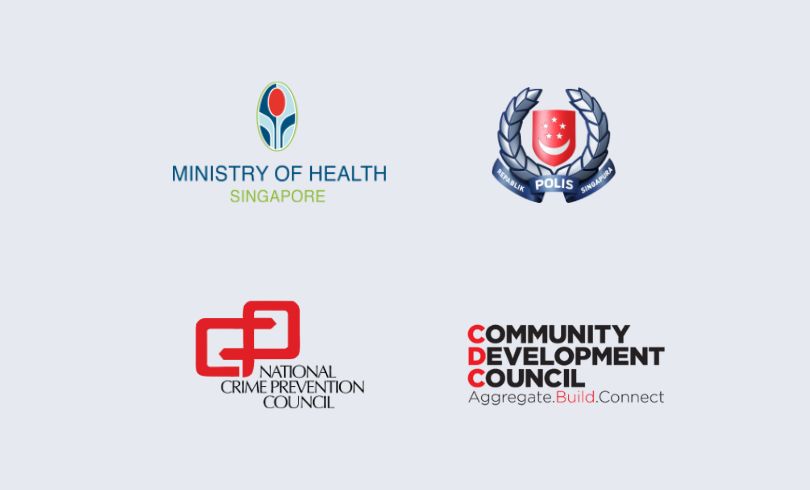 MINISTRY OF HEALTH
SINGAPORE
REPABLIK POLIS SINGAPURA
NATIONAL
CRIME PREVENTION
COUNCIL
COMMUNITY
DEVELOPMENT
COUNCIL
Aggregate.Build.Connect